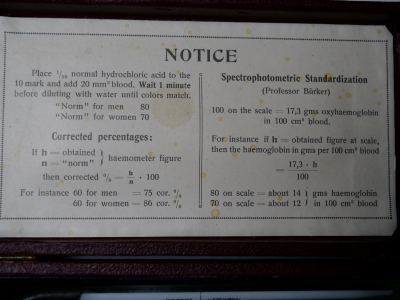 NOTICE
Place 1/10 normal hydrochloric acid to the
10 mark and add 20 mm³ blood. Wait 1 minute
before diluting with water until colors match.
"Norm" for men 80
"Norm" for women 70
Corrected percentages:
If h = obtained
n = "norm" } haemometer figure
then corrected % = h/n · 100
For instance 60 for men = 75 cor. %
60 for women = 86 cor. %
Spectrophotometric Standardization
(Professor Bürker)
100 on the scale = 17,3 gms oxyhaemoglobin
in 100 cm³ blood.
For instance if h = obtained figure at scale,
then the haemoglobin in gms per 100 cm³ blood
= 17,3 · h / 100
80 on scale = about 14 } gms oxyhaemoglobin
70 on scale = about 12 } in 100 cm³ blood